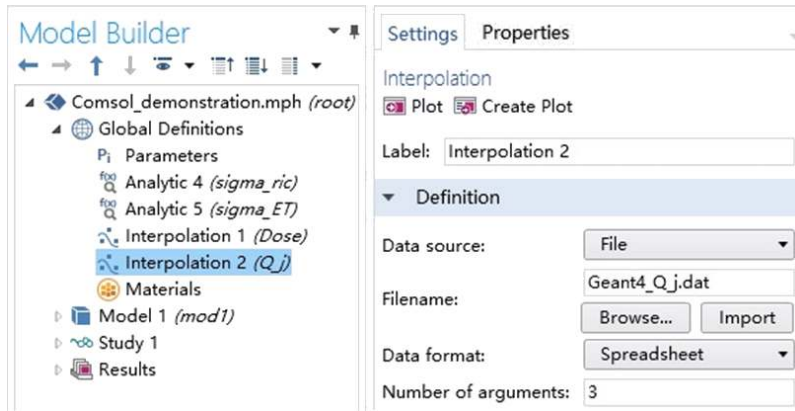 Model Builder
Comsol_demonstration.mph (root)
Global Definitions
Pi Parameters
f(x) Analytic 4 (sigma_ric)
f(x) Analytic 5 (sigma_ET)
Interpolation 1 (Dose)
Interpolation 2 (Q_j)
Materials
Model 1 (mod1)
Study 1
Results
Settings Properties
Interpolation
Plot Create Plot
Label: Interpolation 2
Definition
Data source: File
Filename: Geant4_Q_j.dat
Browse... Import
Data format: Spreadsheet
Number of arguments: 3